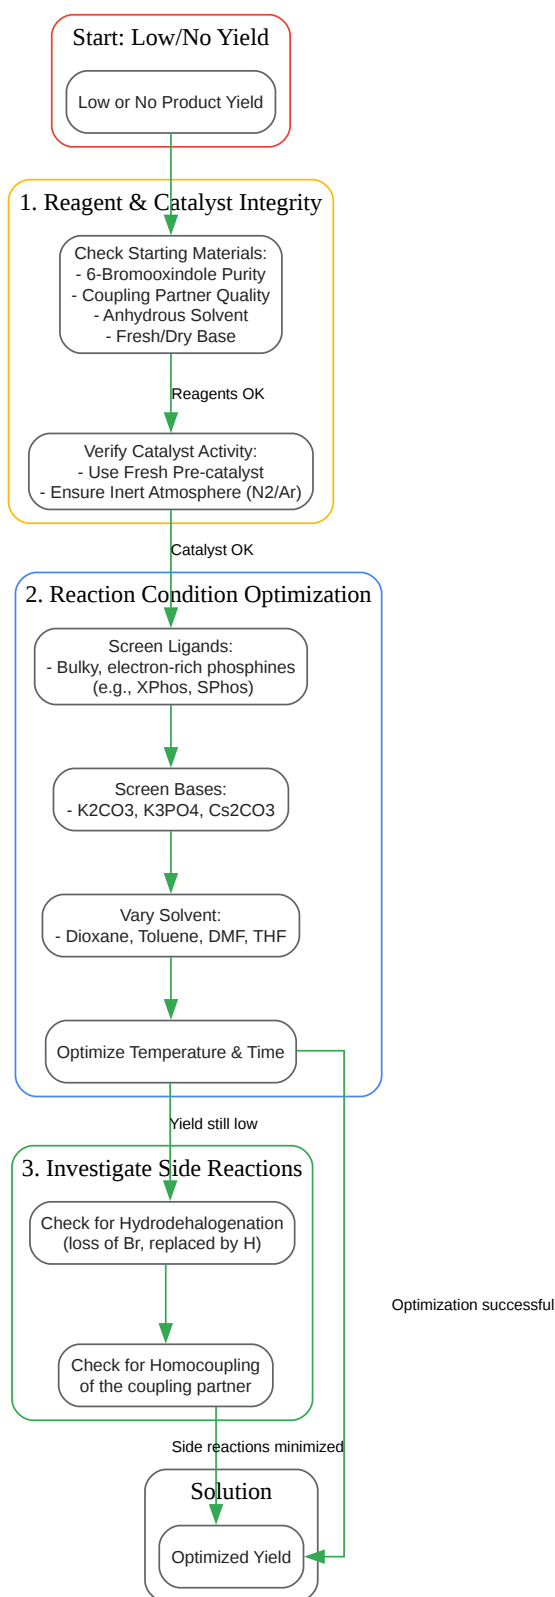 Start: Low/No Yield
Low or No Product Yield
1. Reagent & Catalyst Integrity
Check Starting Materials:
- 6-Bromooxindole Purity
- Coupling Partner Quality
- Anhydrous Solvent
- Fresh/Dry Base
Reagents OK
Verify Catalyst Activity:
- Use Fresh Pre-catalyst
- Ensure Inert Atmosphere (N2/Ar)
Catalyst OK
2. Reaction Condition Optimization
Screen Ligands:
- Bulky, electron-rich phosphines
(e.g., XPhos, SPhos)
Screen Bases:
- K2CO3, K3PO4, Cs2CO3
Vary Solvent:
- Dioxane, Toluene, DMF, THF
Optimize Temperature & Time
Yield still low
3. Investigate Side Reactions
Check for Hydrodehalogenation
(loss of Br, replaced by H)
Optimization successful
Check for Homocoupling
of the coupling partner
Side reactions minimized
Solution
Optimized Yield